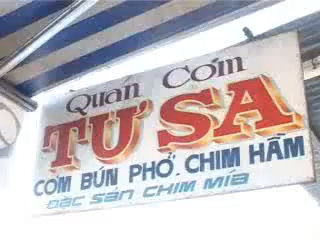 Quán Cơm
TƯ SA
CƠM BÚN PHỞ. CHIM HẦM
ĐẶC SẢN CHIM MÍA